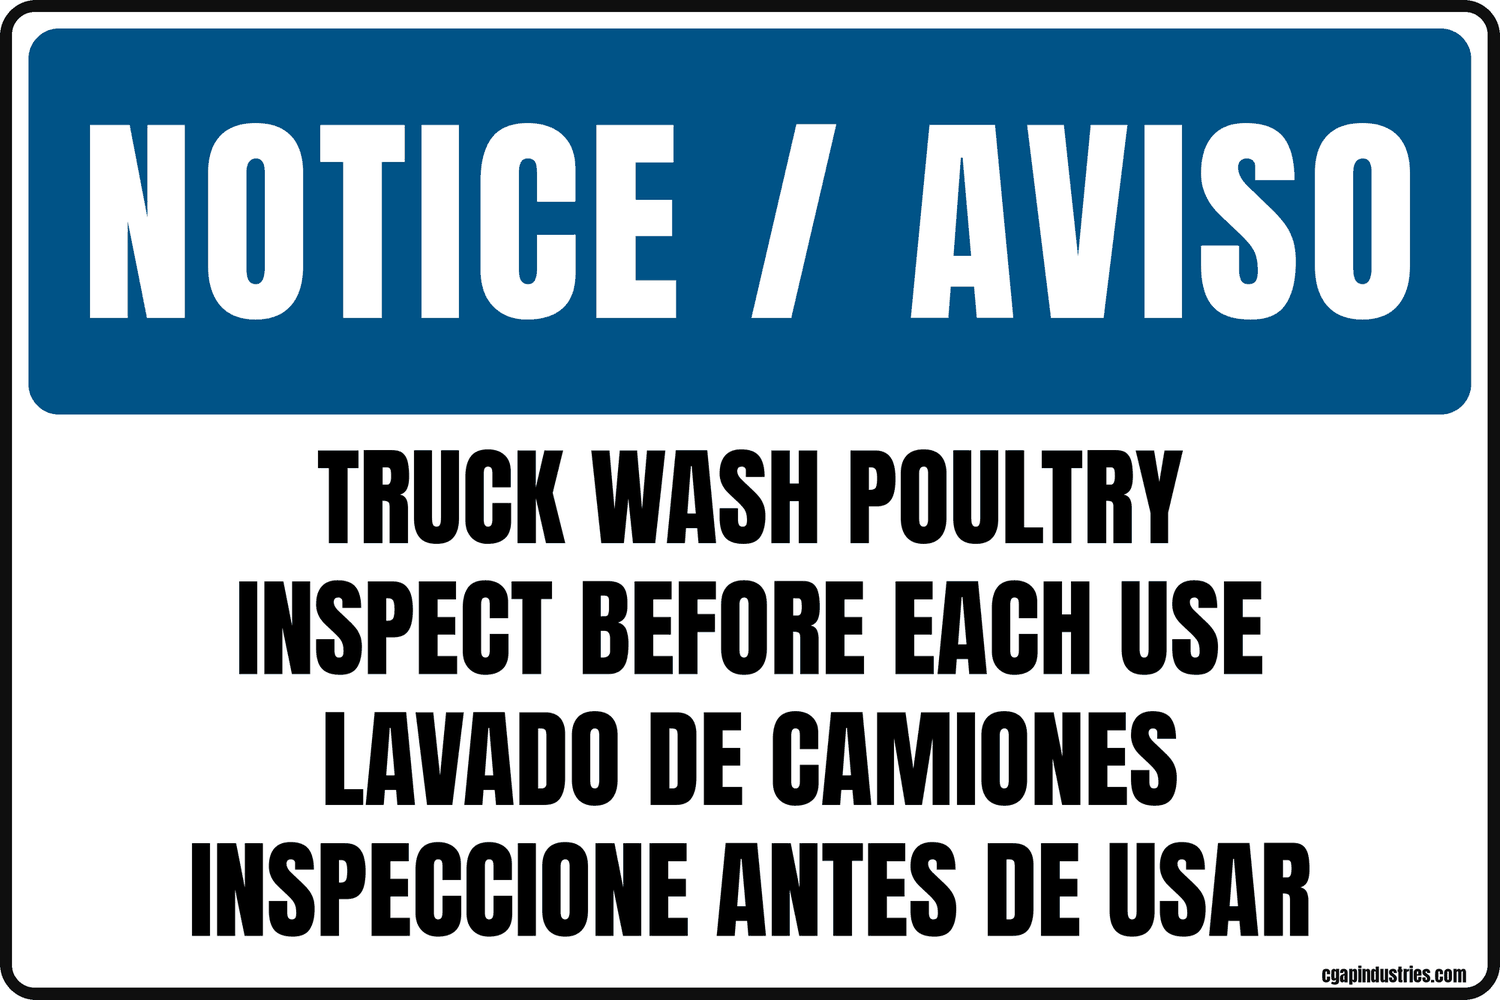 NOTICE / AVISO
TRUCK WASH POULTRY
INSPECT BEFORE EACH USE
LAVADO DE CAMIONES
INSPECCIONE ANTES DE USAR
cgapindustries.com